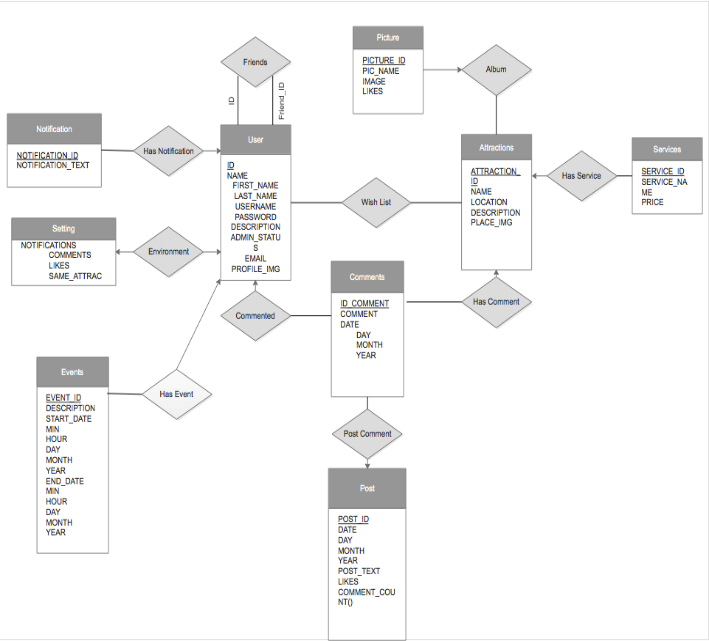 Friends
ID
Friend_ID
Picture
PICTURE_ID
PIC_NAME
IMAGE
LIKES
Album
Notification
NOTIFICATION_ID
NOTIFICATION_TEXT
Has Notification
User
ID
NAME
FIRST_NAME
LAST_NAME
USERNAME
PASSWORD
DESCRIPTION
ADMIN_STATU
S
EMAIL
PROFILE_IMG
Attractions
ATTRACTION_
ID
NAME
LOCATION
DESCRIPTION
PLACE_IMG
Has Service
Services
SERVICE_ID
SERVICE_NA
ME
PRICE
Wish List
Setting
NOTIFICATIONS
COMMENTS
LIKES
SAME_ATTRAC
Environment
Commented
Comments
ID_COMMENT
COMMENT
DATE
DAY
MONTH
YEAR
Has Comment
Events
EVENT_ID
DESCRIPTION
START_DATE
MIN
HOUR
DAY
MONTH
YEAR
END_DATE
MIN
HOUR
DAY
MONTH
YEAR
Has Event
Post Comment
Post
POST_ID
DATE
DAY
MONTH
YEAR
POST_TEXT
LIKES
COMMENT_COU
NT()